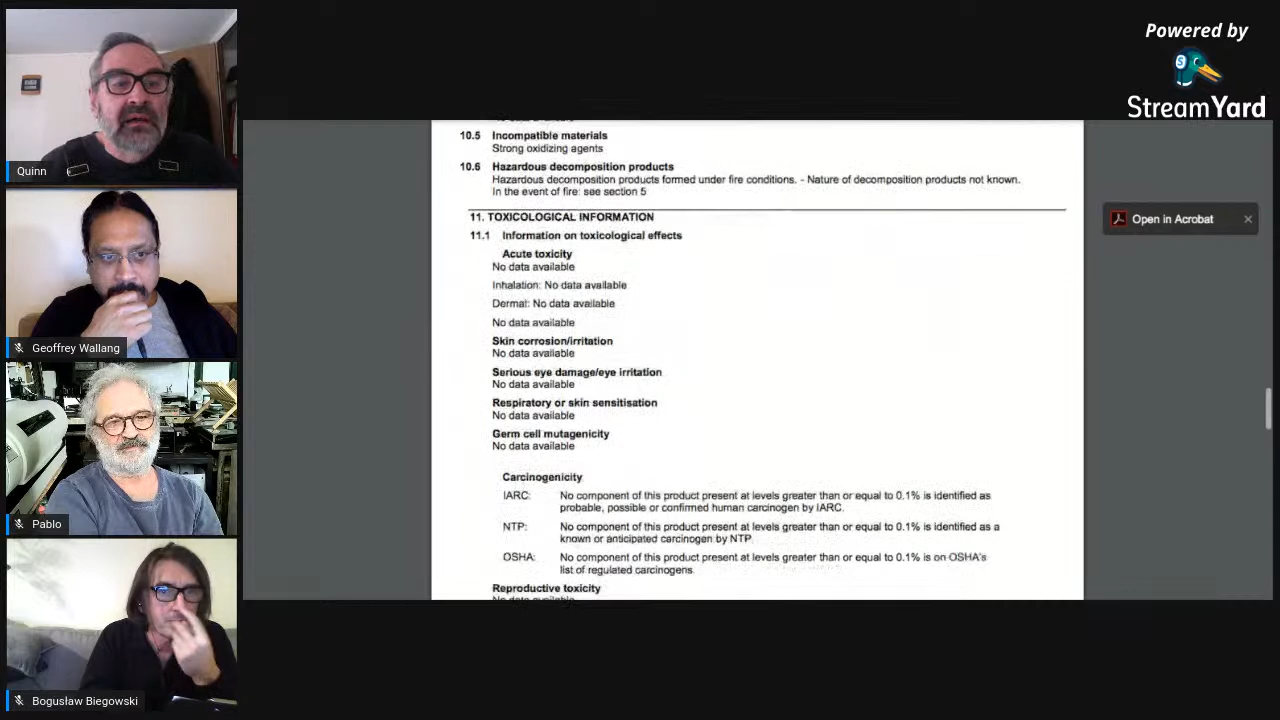 Quinn
Geoffrey Wallang
Pablo
Bogusław Biegowski
Powered by
StreamYard
Open in Acrobat
10.5 Incompatible materials
Strong oxidizing agents
10.6 Hazardous decomposition products
Hazardous decomposition products formed under fire conditions. - Nature of decomposition products not known.
In the event of fire: see section 5
11. TOXICOLOGICAL INFORMATION
11.1 Information on toxicological effects
Acute toxicity
No data available
Inhalation: No data available
Dermal: No data available
No data available
Skin corrosion/irritation
No data available
Serious eye damage/eye irritation
No data available
Respiratory or skin sensitisation
No data available
Germ cell mutagenicity
No data available
Carcinogenicity
IARC: No component of this product present at levels greater than or equal to 0.1% is identified as
probable, possible or confirmed human carcinogen by IARC.
NTP: No component of this product present at levels greater than or equal to 0.1% is identified as a
known or anticipated carcinogen by NTP.
OSHA: No component of this product present at levels greater than or equal to 0.1% is on OSHA's
list of regulated carcinogens.
Reproductive toxicity